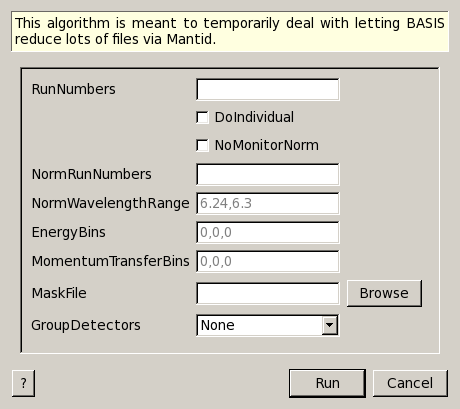 This algorithm is meant to temporarily deal with letting BASIS
reduce lots of files via Mantid.
RunNumbers
DoIndividual
NoMonitorNorm
NormRunNumbers
NormWavelengthRange 6.24,6.3
EnergyBins 0,0,0
MomentumTransferBins 0,0,0
MaskFile Browse
GroupDetectors None
? Run Cancel